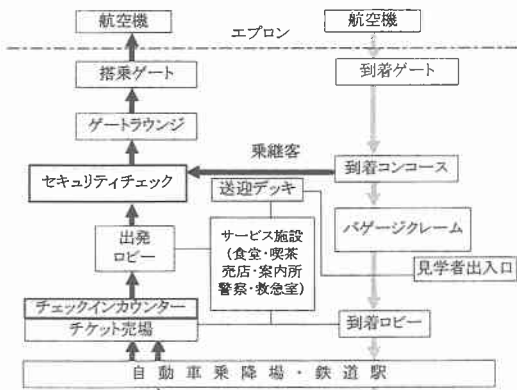 航空機
エプロン
航空機
搭乗ゲート
到着ゲート
ゲートラウンジ
乗継客
セキュリティチェック
到着コンコース
送迎デッキ
出発
ロビー
サービス施設
(食堂・喫茶
売店・案内所
警察・救急室)
バゲージクレーム
見学者出入口
チェックインカウンター
チケット売場
到着ロビー
自動車乗降場・鉄道駅